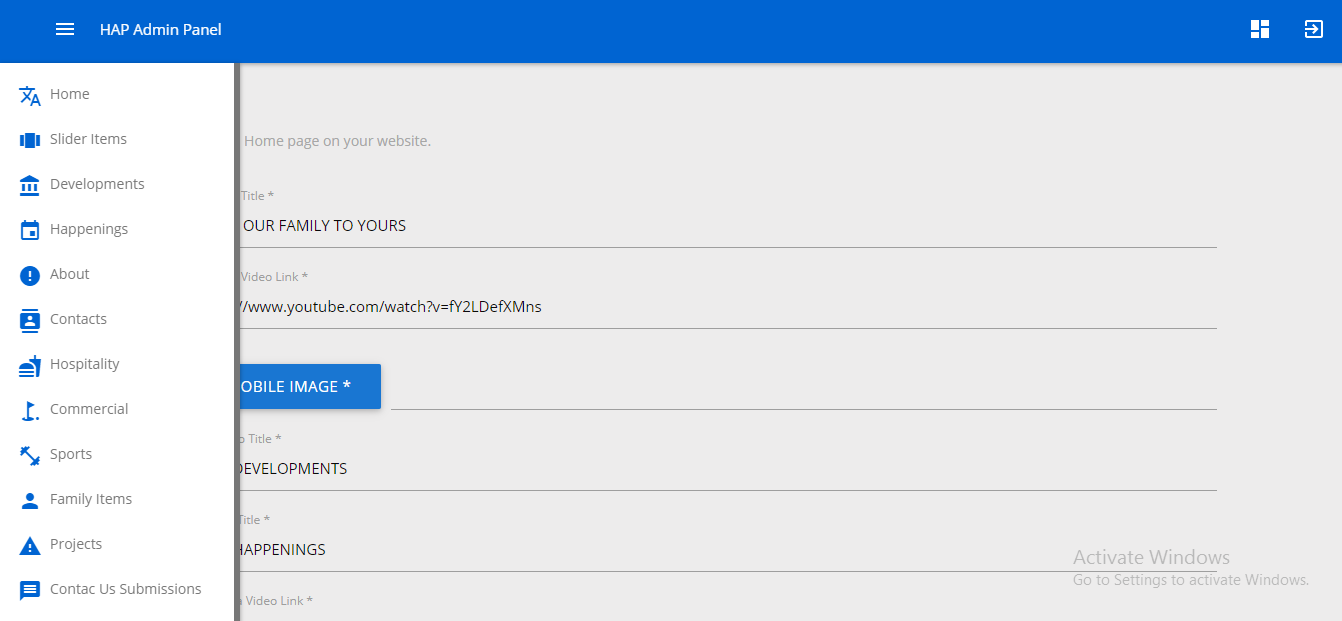 HAP Admin Panel
Home
Slider Items
Developments
Happenings
About
Contacts
Hospitality
Commercial
Sports
Family Items
Projects
Contac Us Submissions
Home page on your website.
Title *
OUR FAMILY TO YOURS
Video Link *
//www.youtube.com/watch?v=fY2LDefXMns
OBILE IMAGE *
o Title *
DEVELOPMENTS
Title *
HAPPENINGS
a Video Link *
Activate Windows
Go to Settings to activate Windows.